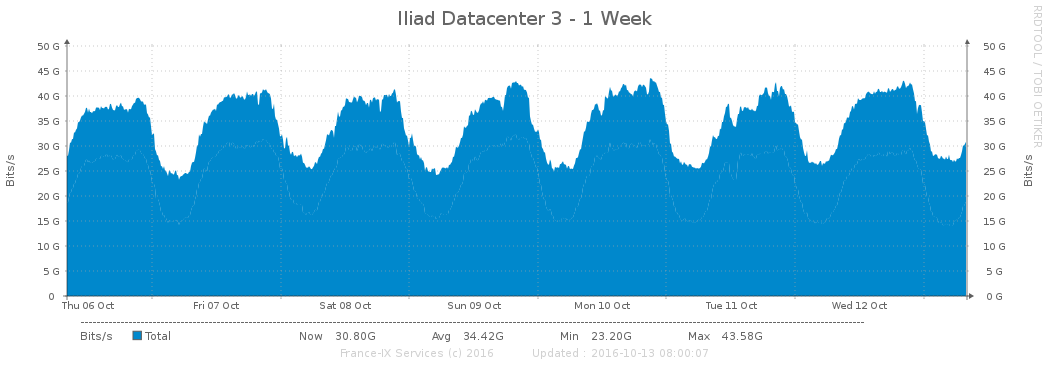 Iliad Datacenter 3 - 1 Week
RRDTOOL / TOBI OETIKER
50 G 50 G
45 G 45 G
40 G 40 G
35 G 35 G
30 G 30 G
25 G 25 G
20 G 20 G
15 G 15 G
10 G 10 G
5 G 5 G
0 0 G
Bits/s
Bits/s
Thu 06 Oct Fri 07 Oct Sat 08 Oct Sun 09 Oct Mon 10 Oct Tue 11 Oct Wed 12 Oct
Bits/s Total Now 30.80G Avg 34.42G Min 23.20G Max 43.58G
France-IX Services (c) 2016 Updated : 2016-10-13 08:00:07